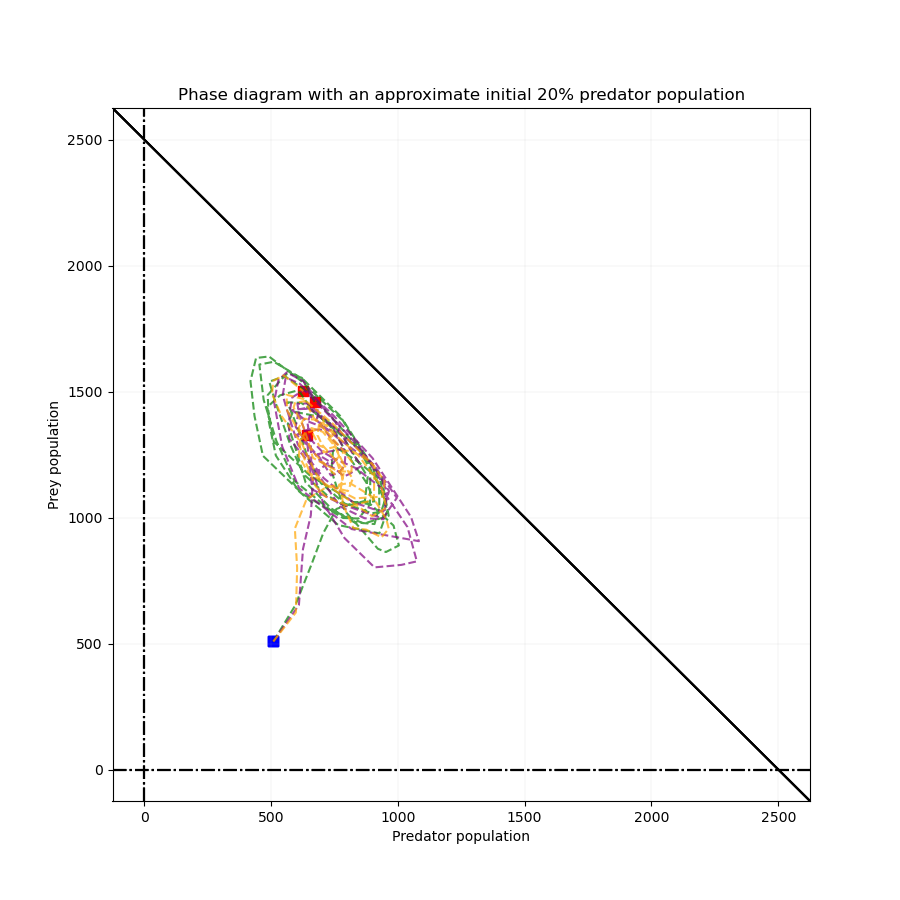 Phase diagram with an approximate initial 20% predator population
2500
2000
1500
1000
500
0
Prey population
0 500 1000 1500 2000 2500
Predator population